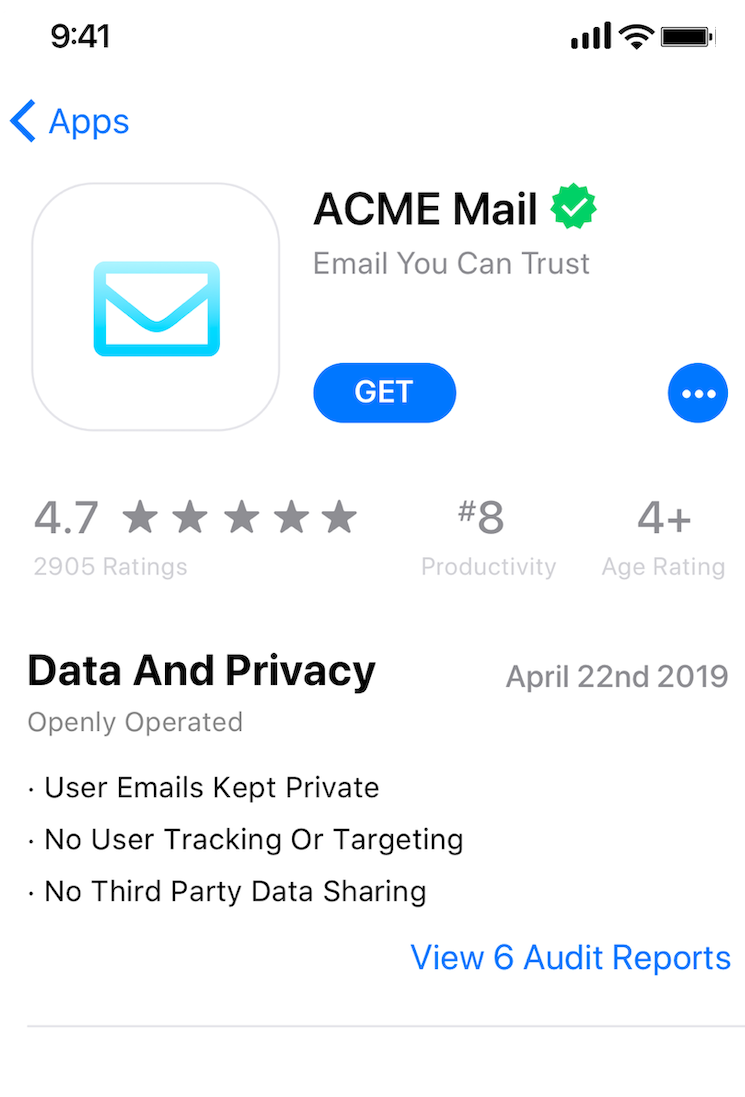 9:41
Apps
ACME Mail
Email You Can Trust
GET
4.7 #8 4+
2905 Ratings Productivity Age Rating
Data And Privacy April 22nd 2019
Openly Operated
· User Emails Kept Private
· No User Tracking Or Targeting
· No Third Party Data Sharing
View 6 Audit Reports